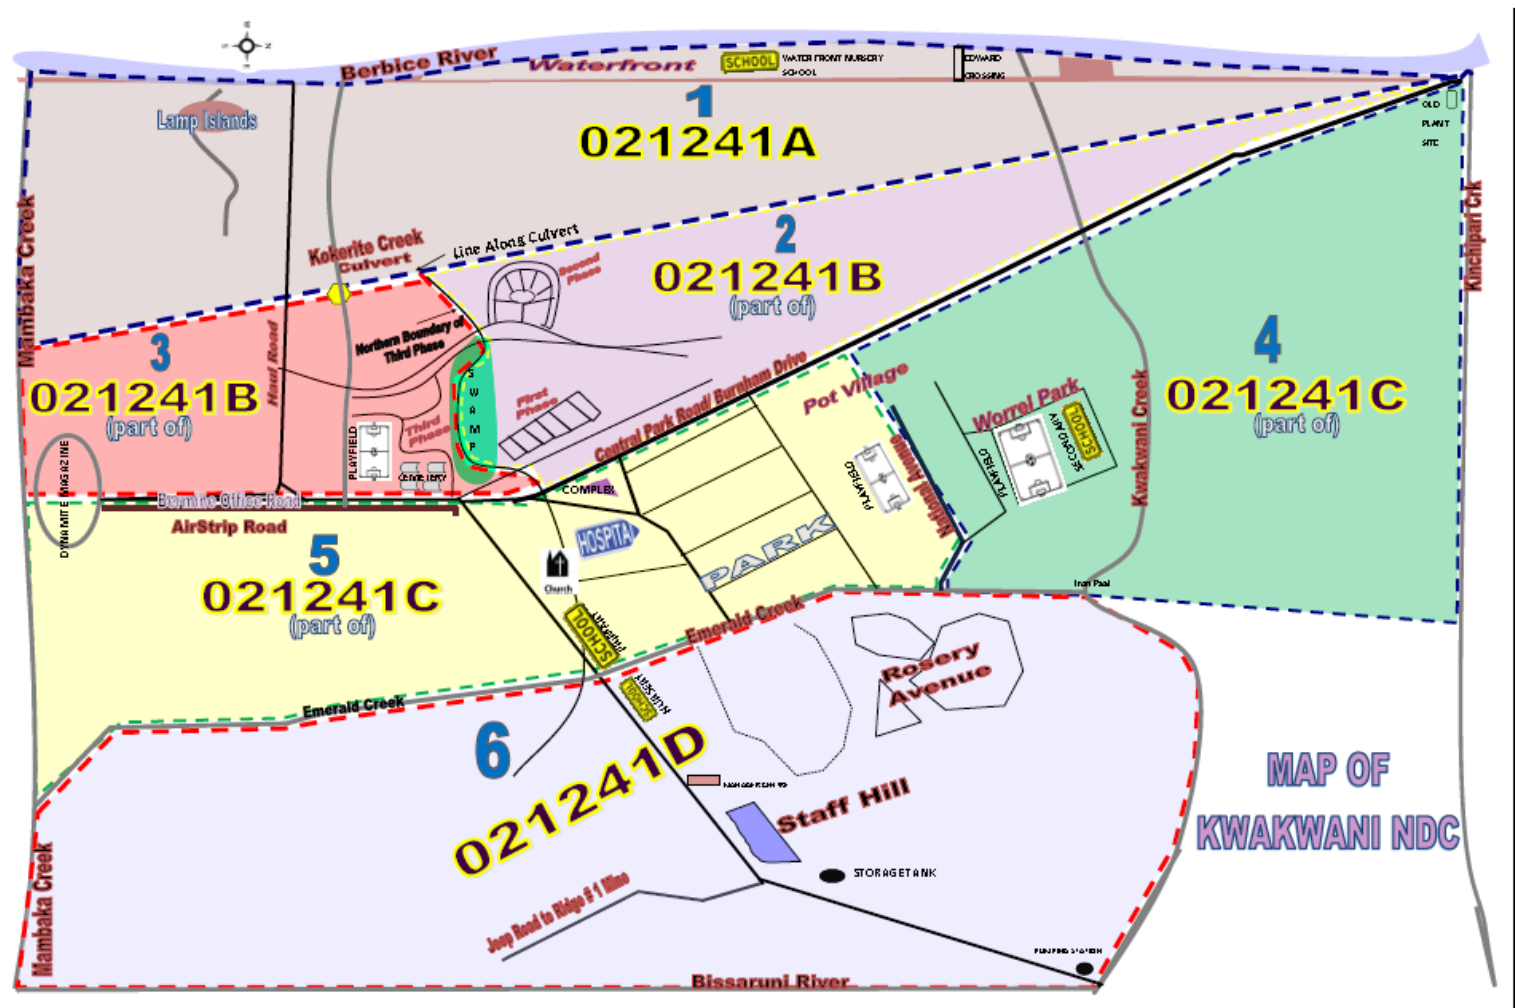 Berbice River
Waterfront
SCHOOL
WATER FRONT NURSERY
SCHOOL
EDWARD
CROSSING
Lamp Islands
1
021241A
OLD
PLANT
SITE
Mambaka Creek
Kokerite Creek
Culvert
Line Along Culvert
2
021241B
(part of)
Second
Phase
Kinchipari Crk
Northern Boundary of
Third Phase
3
021241B
(part of)
Haul Road
SWAMP
First
Phase
Third
Phase
PLAYFIELD
Central Park Road/ Burnham Drive
Pot Village
4
021241C
(part of)
Worrel Park
SCHOOL
SECONDARY
PLAYFIELD
PLAYFIELD
National Avenue
Kwakwani Creek
DYNAMITE MAGAZINE
Bermine Office Road
AirStrip Road
COMPLEX
HOSPITAL
PARK
Church
5
021241C
(part of)
SCHOOL
PRIMARY
Emerald Creek
Emerald Creek
SCHOOL
NURSERY
Rosery
Avenue
6
021241D
Staff Hill
STORAGE TANK
MAP OF
KWAKWANI NDC
Mambaka Creek
Jeep Road to Ridge # 1 Mine
PUMPING STATION
Bissaruni River